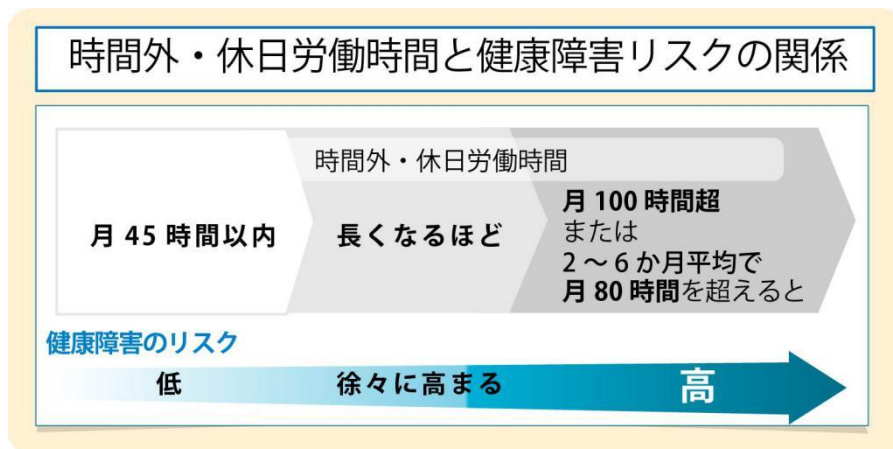 時間外・休日労働時間と健康障害リスクの関係
時間外・休日労働時間
月 45 時間以内
長くなるほど
月 100 時間超
または
2 〜 6 か月平均で
月 80 時間を超えると
健康障害のリスク
低
徐々に高まる
高